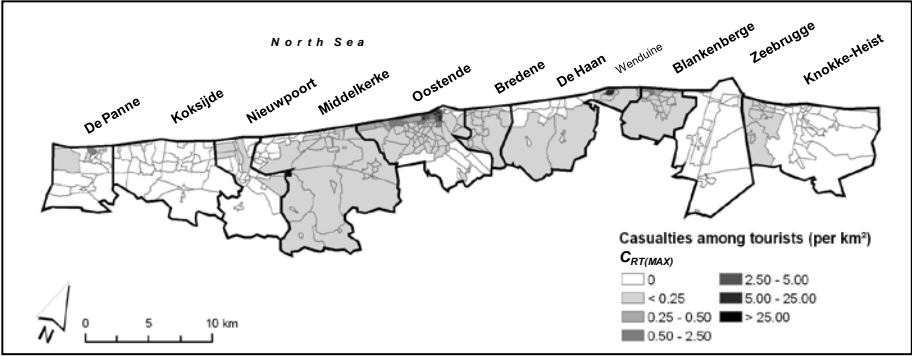 North Sea
De Panne
Koksijde
Nieuwpoort
Middelkerke
Oostende
Bredene
De Haan
Wenduine
Blankenberge
Zeebrugge
Knokke-Heist
Casualties among tourists (per km²)
CRT(MAX)
0
< 0.25
0.25 - 0.50
0.50 - 2.50
2.50 - 5.00
5.00 - 25.00
> 25.00
N
0 5 10 km